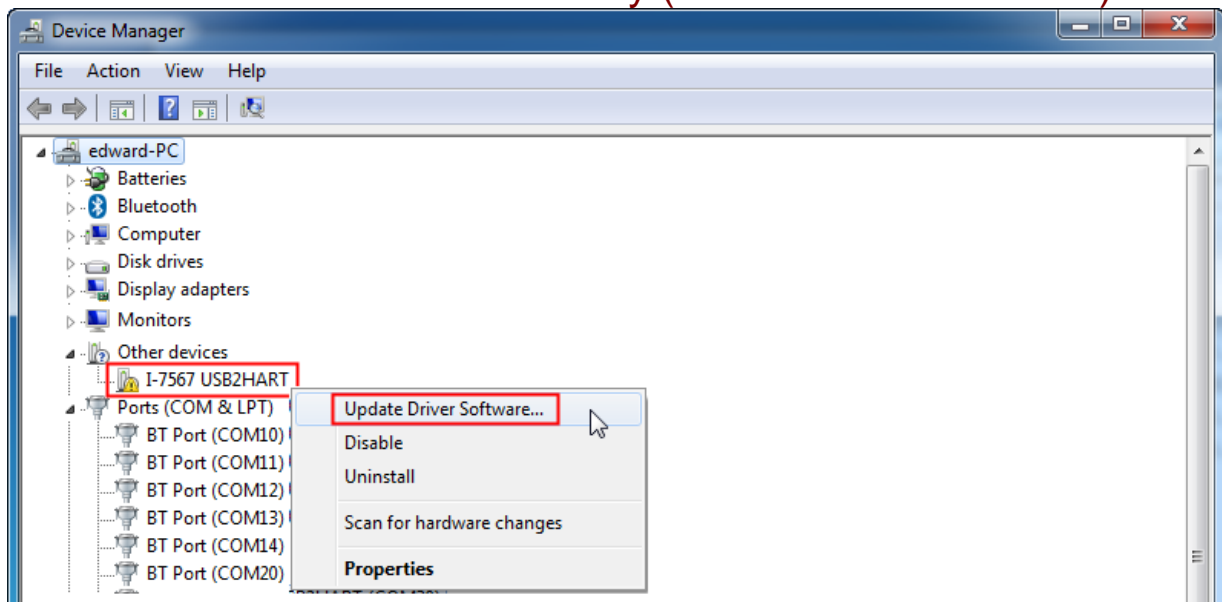 Device Manager
File Action View Help
edward-PC
Batteries
Bluetooth
Computer
Disk drives
Display adapters
Monitors
Other devices
I-7567 USB2HART
Ports (COM & LPT)
BT Port (COM10)
BT Port (COM11)
BT Port (COM12)
BT Port (COM13)
BT Port (COM14)
BT Port (COM20)
Update Driver Software...
Disable
Uninstall
Scan for hardware changes
Properties